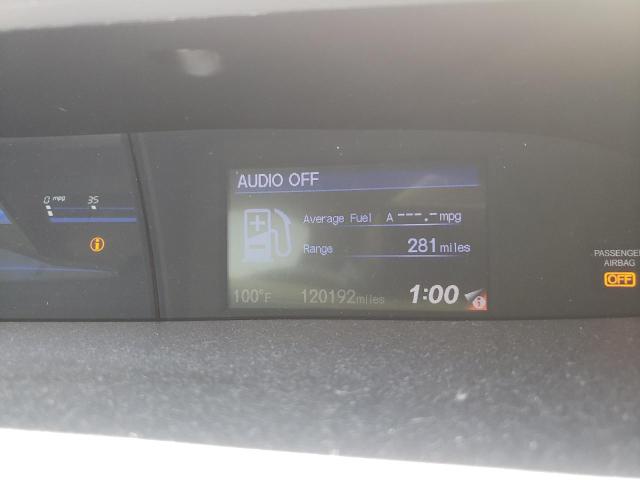 AUDIO OFF
0 mpg 35
Average Fuel A ---.- mpg
Range 281 miles
PASSENGER
AIRBAG
OFF
100°F 120192 miles 1:00